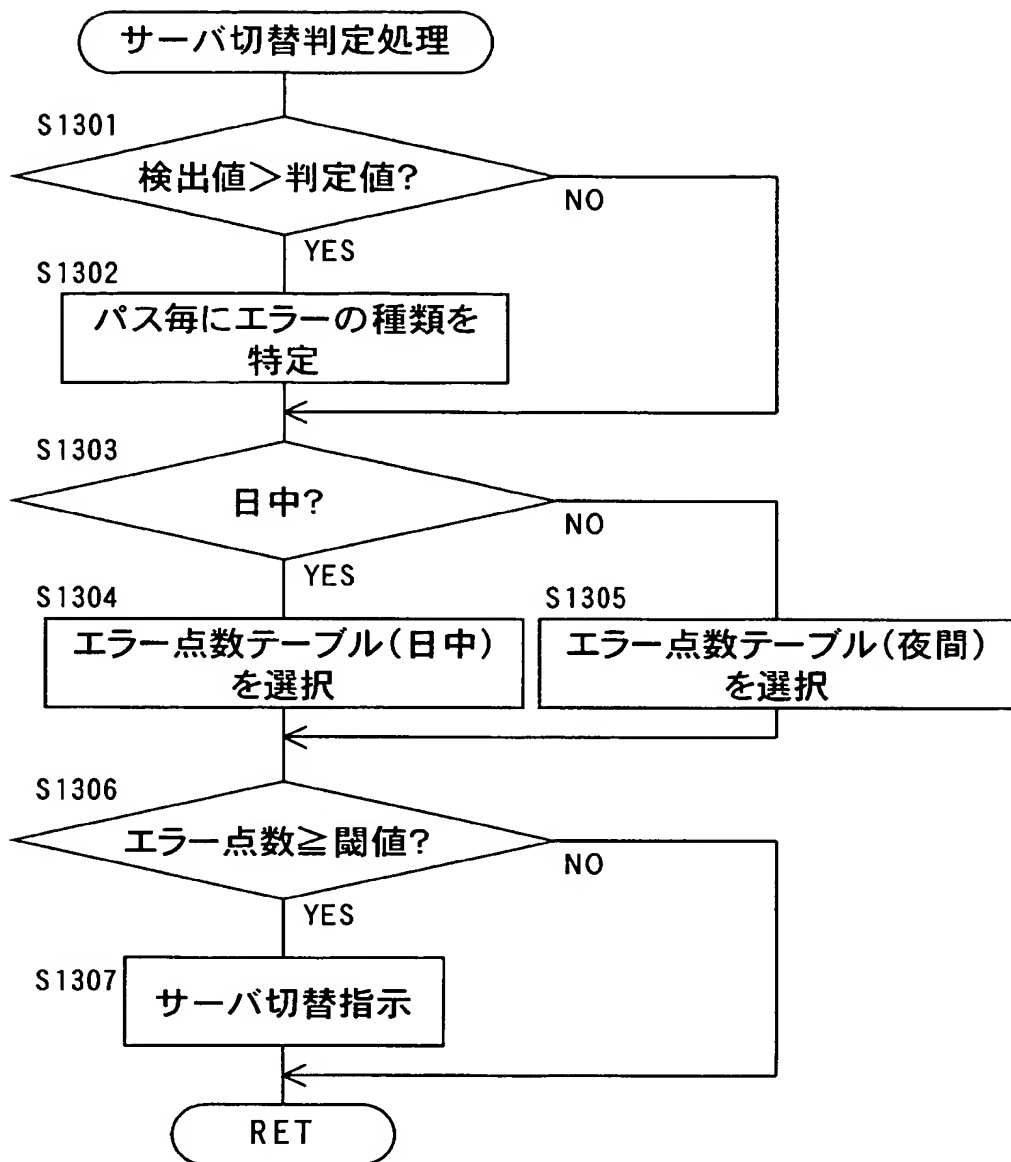 サーバ切替判定処理
S1301
検出値>判定値?
NO
YES
S1302
パス毎にエラーの種類を
特定
S1303
日中?
NO
YES
S1304
エラー点数テーブル(日中)
を選択
S1305
エラー点数テーブル(夜間)
を選択
S1306
エラー点数≧閾値?
NO
YES
S1307
サーバ切替指示
RET